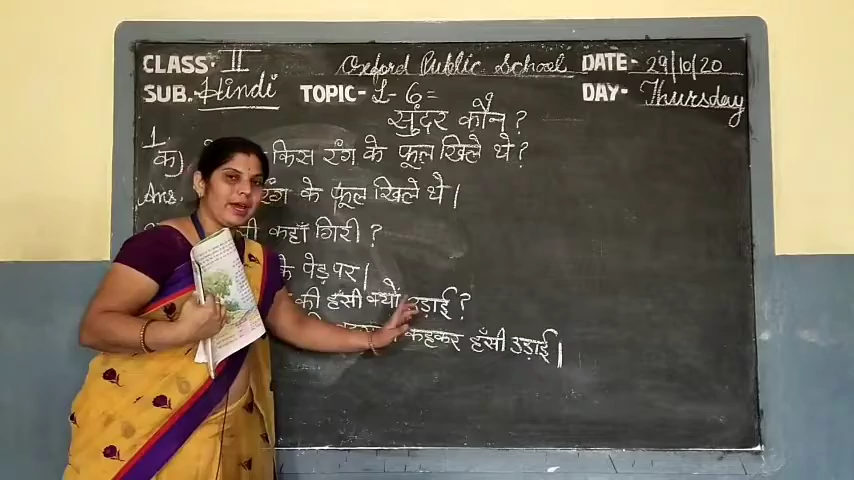 CLASS. II Oxford Public School DATE- 29/10/20
SUB. Hindi TOPIC- L-6= DAY- Thursday
सुंदर कौन?
1.
क) किस रंग के फूल खिले थे?
Ans. रंग के फूल खिले थे।
कहाँ गिरी?
के पेड़ पर।
की हँसी क्यों उड़ाई?
कहकर हँसी उड़ाई।